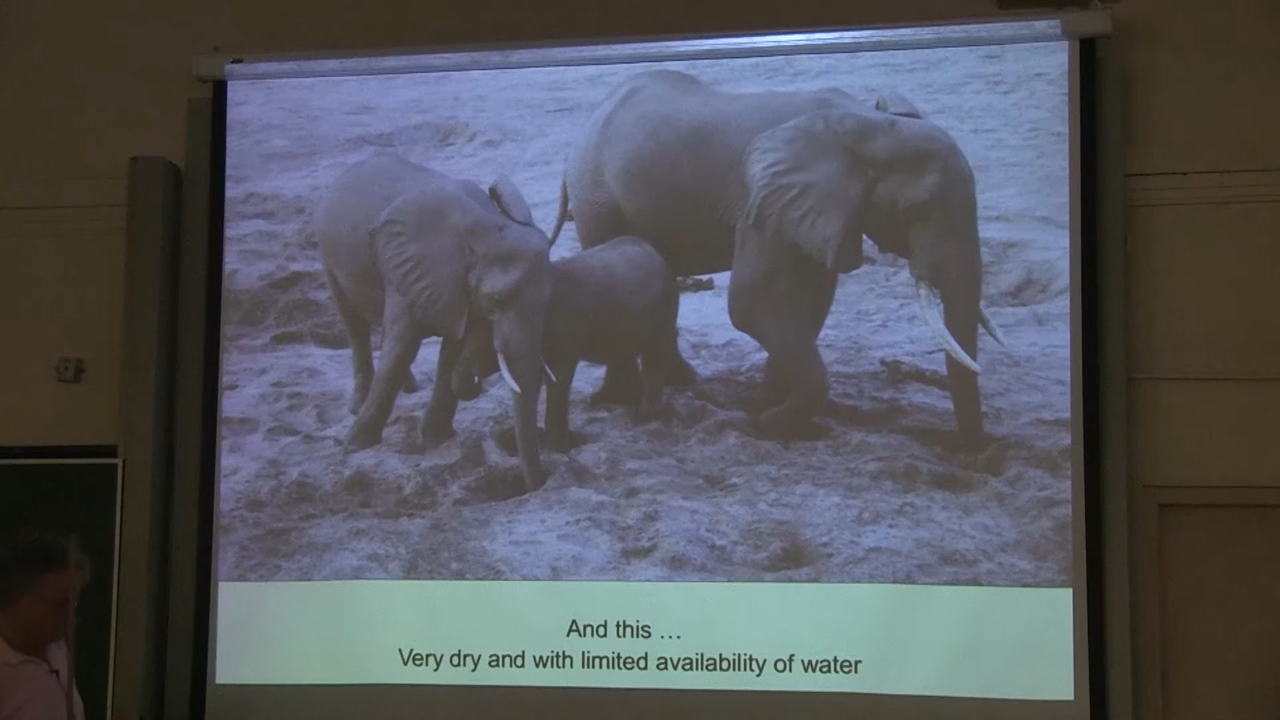 And this …
Very dry and with limited availability of water